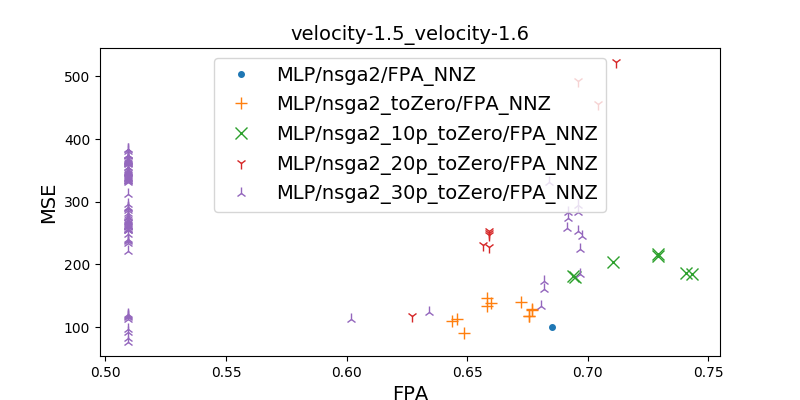 velocity-1.5_velocity-1.6
MSE
500
400
300
200
100
MLP/nsga2/FPA_NNZ
MLP/nsga2_toZero/FPA_NNZ
MLP/nsga2_10p_toZero/FPA_NNZ
MLP/nsga2_20p_toZero/FPA_NNZ
MLP/nsga2_30p_toZero/FPA_NNZ
0.50 0.55 0.60 0.65 0.70 0.75
FPA